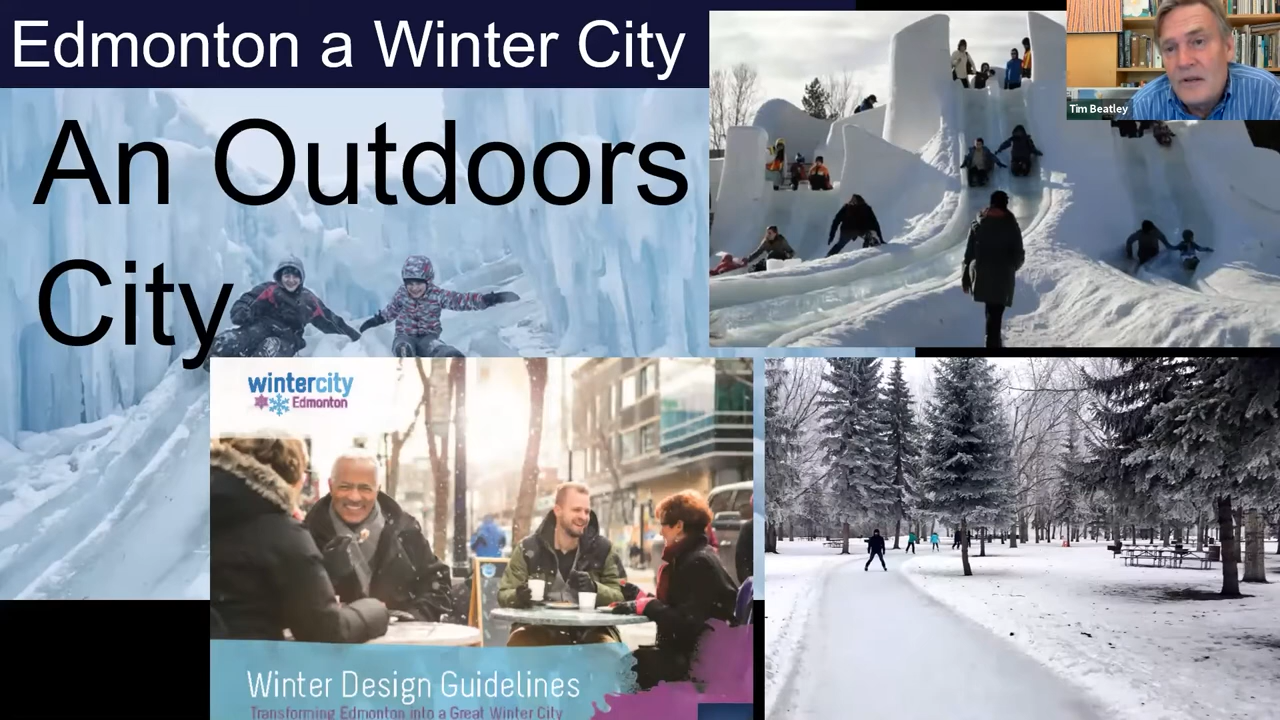 Edmonton a Winter City
An Outdoors
City
Tim Beatley
wintercity
Edmonton
Winter Design Guidelines
Transforming Edmonton into a Great Winter City